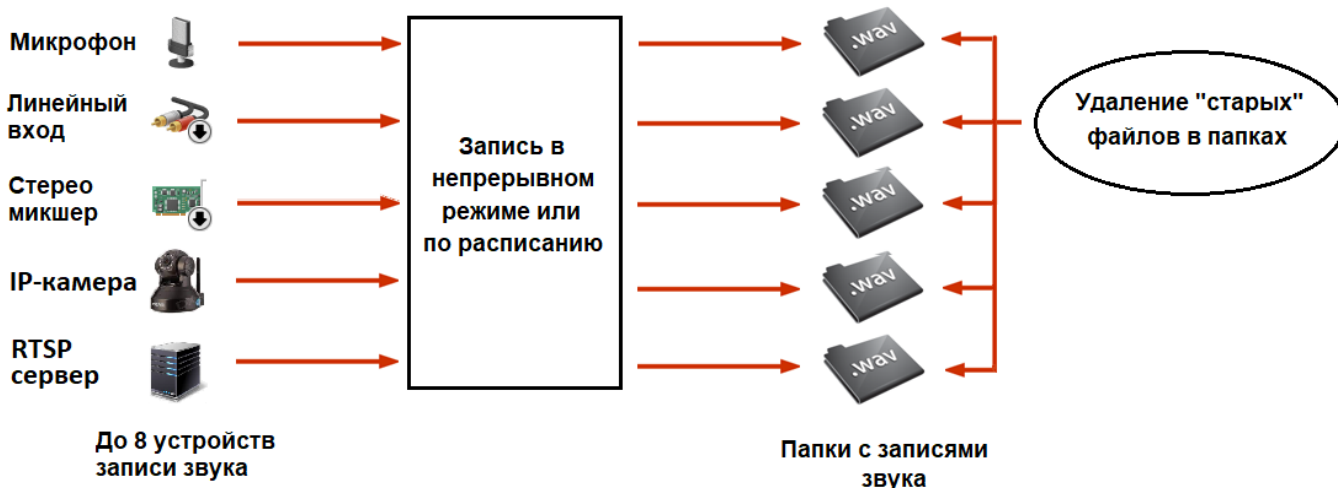 Микрофон
Линейный
вход
Стерео
микшер
IP-камера
RTSP
сервер
До 8 устройств
записи звука
Запись в
непрерывном
режиме или
по расписанию
.wav
.wav
.wav
.wav
.wav
Папки с записями
звука
Удаление "старых"
файлов в папках